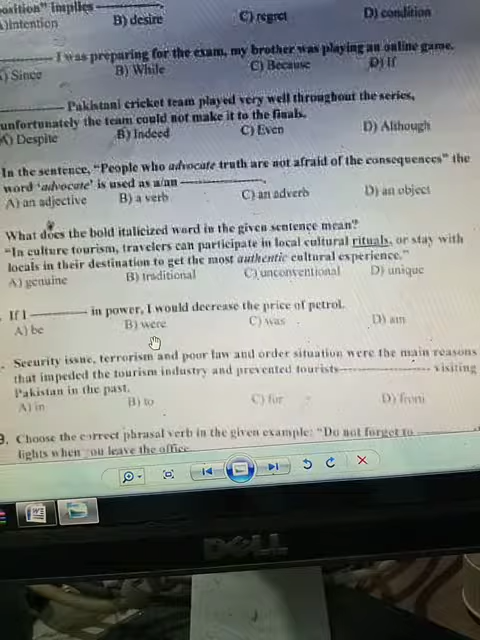 osition" implies ———.
A)intention B) desire C) regret D) condition
——— I was preparing for the exam, my brother was playing an online game.
A) Since B) While C) Because D) If
——— Pakistani cricket team played very well throughout the series,
unfortunately the team could not make it to the finals.
A) Despite B) Indeed C) Even D) Although
In the sentence, "People who advocate truth are not afraid of the consequences" the
word 'advocate' is used as a/an ———.
A) an adjective B) a verb C) an adverb D) an object
What does the bold italicized word in the given sentence mean?
"In culture tourism, travelers can participate in local cultural rituals, or stay with
locals in their destination to get the most authentic cultural experience."
A) genuine B) traditional C) unconventional D) unique
. If I ——— in power, I would decrease the price of petrol.
A) be B) were C) was D) am
. Security issue, terrorism and poor law and order situation were the main reasons
that impeded the tourism industry and prevented tourists——— visiting
Pakistan in the past.
A) in B) to C) for D) from
9. Choose the correct phrasal verb in the given example: "Do not forget to ———
lights when you leave the office
DELL